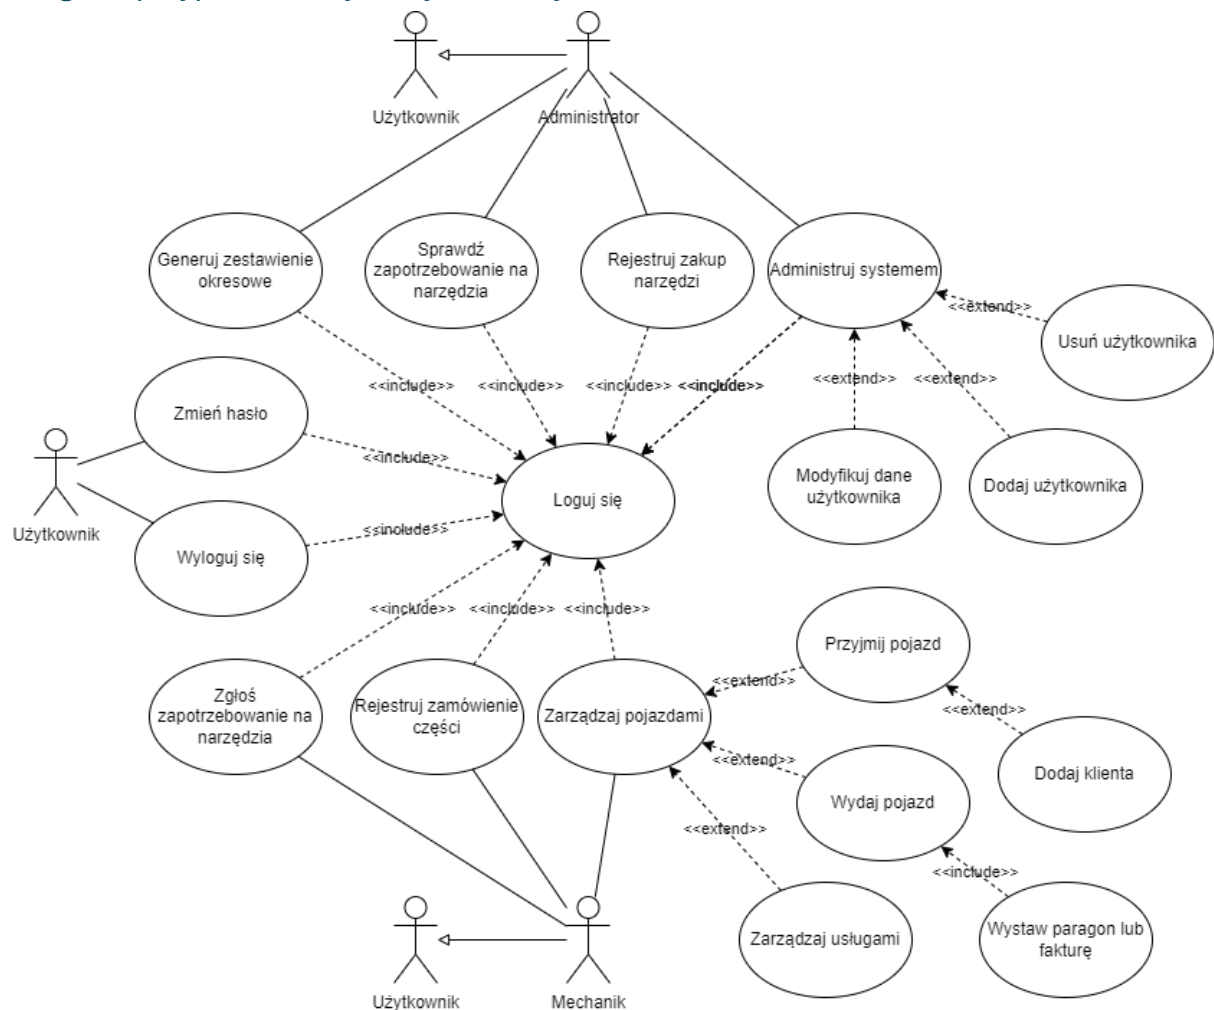 Użytkownik
Administrator
Generuj zestawienie
okresowe
Sprawdź
zapotrzebowanie na
narzędzia
Rejestruj zakup
narzędzi
Administruj systemem
<<extend>>
Usuń użytkownika
<<include>>
<<include>>
<<include>>
<<include>>
<<extend>>
<<extend>>
Zmień hasło
<<include>>
Modyfikuj dane
użytkownika
Dodaj użytkownika
Loguj się
Użytkownik
<<include>>
Wyloguj się
<<include>>
<<include>>
<<include>>
Przyjmij pojazd
<<extend>>
Zgłoś
zapotrzebowanie na
narzędzia
Rejestruj zamówienie
części
Zarządzaj pojazdami
<<extend>>
<<extend>>
Dodaj klienta
Wydaj pojazd
<<extend>>
<<include>>
Zarządzaj usługami
Wystaw paragon lub
fakturę
Użytkownik
Mechanik